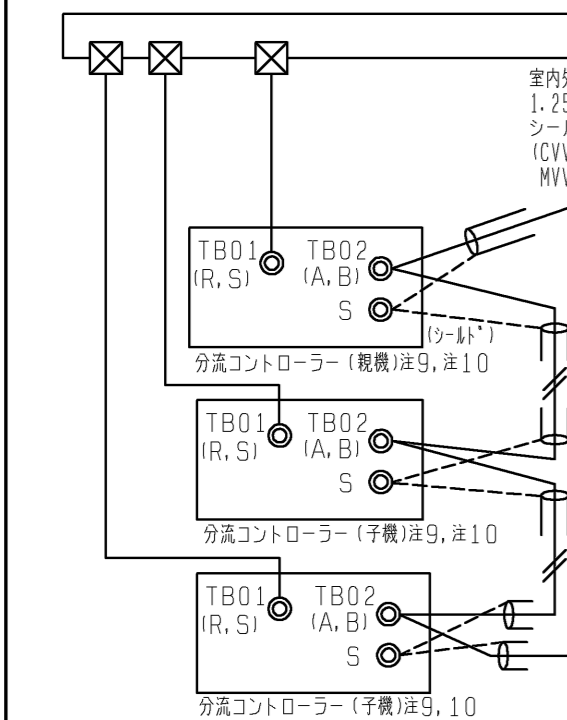 室内外
1.25
シール
(CVV
MVV
TB01
(R,S)
TB02
(A,B)
S
(シールド)
分流コントローラー(親機)注9,注10
TB01
(R,S)
TB02
(A,B)
S
分流コントローラー(子機)注9,注10
TB01
(R,S)
TB02
(A,B)
S
分流コントローラー(子機)注9,10